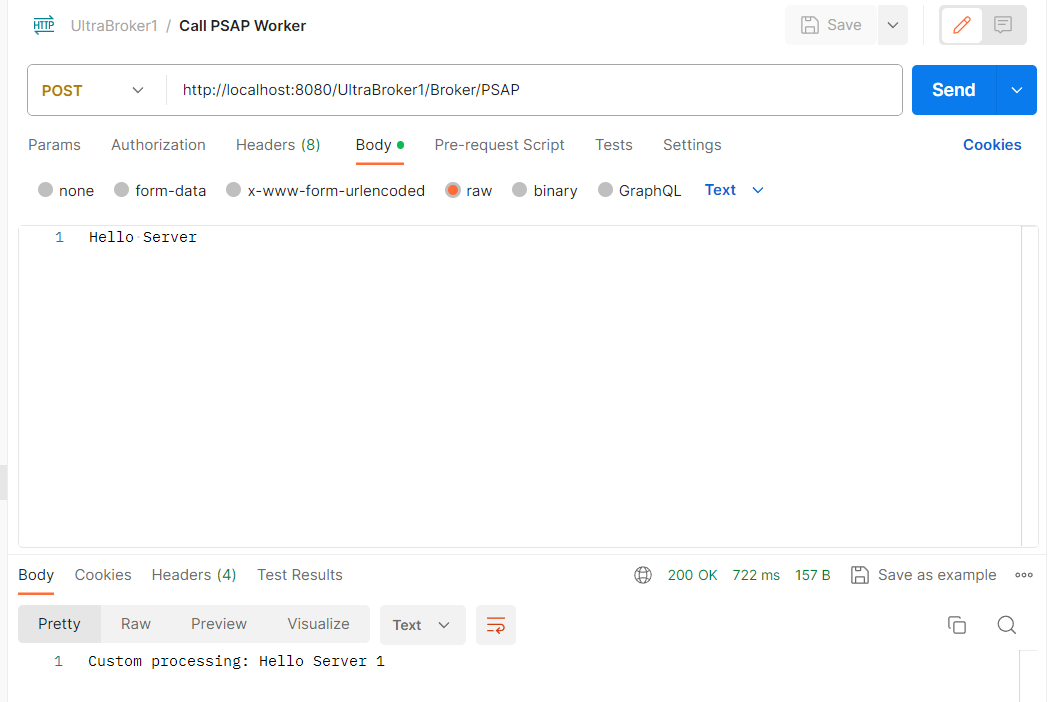 HTTP UltraBroker1 / Call PSAP Worker Save
POST http://localhost:8080/UltraBroker1/Broker/PSAP Send
Params Authorization Headers (8) Body Pre-request Script Tests Settings Cookies
none form-data x-www-form-urlencoded raw binary GraphQL Text
1 Hello Server
Body Cookies Headers (4) Test Results 200 OK 722 ms 157 B Save as example
Pretty Raw Preview Visualize Text
1 Custom processing: Hello Server 1